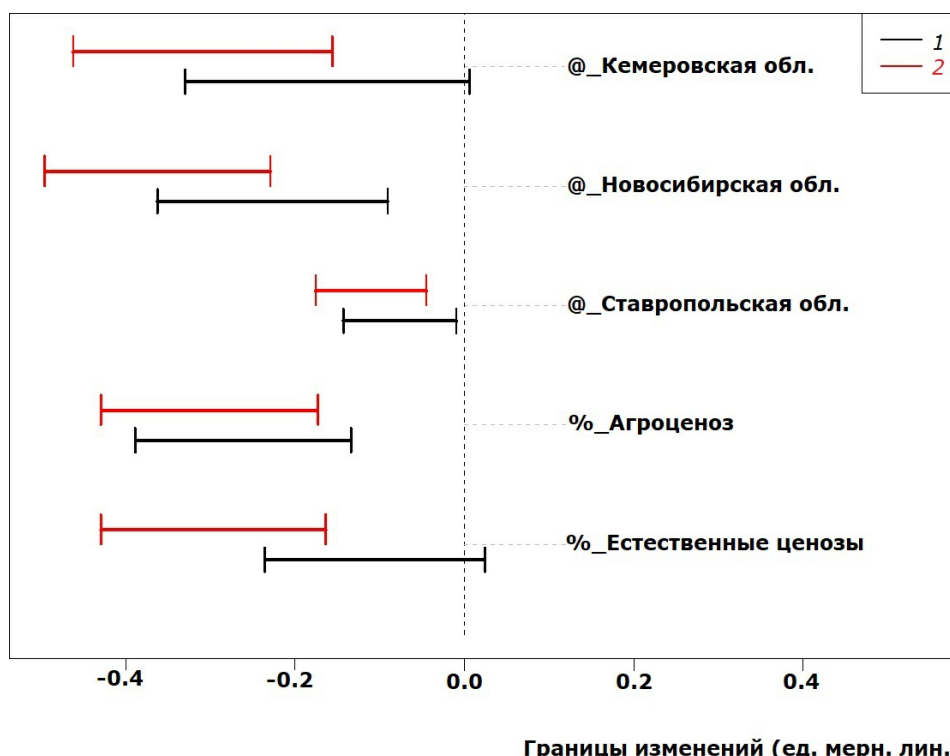 1
2
@_Кемеровская обл.
@_Новосибирская обл.
@_Ставропольская обл.
%_Агроценоз
%_Естественные ценозы
-0.4 -0.2 0.0 0.2 0.4
Границы изменений (ед. мерн. лин.